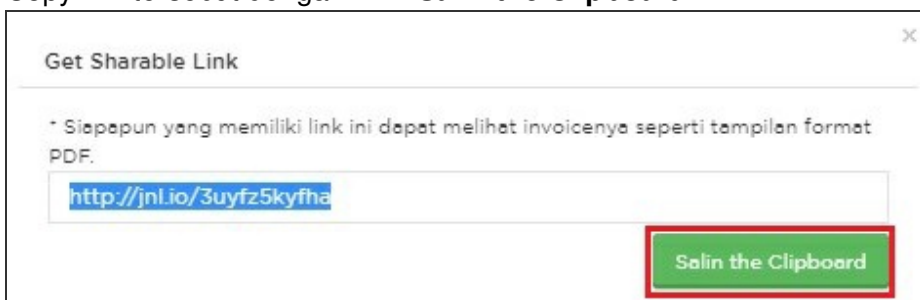 ×
Get Sharable Link
* Siapapun yang memiliki link ini dapat melihat invoicenya seperti tampilan format
PDF.
http://jnl.io/3uyfz5kyfha
Salin the Clipboard